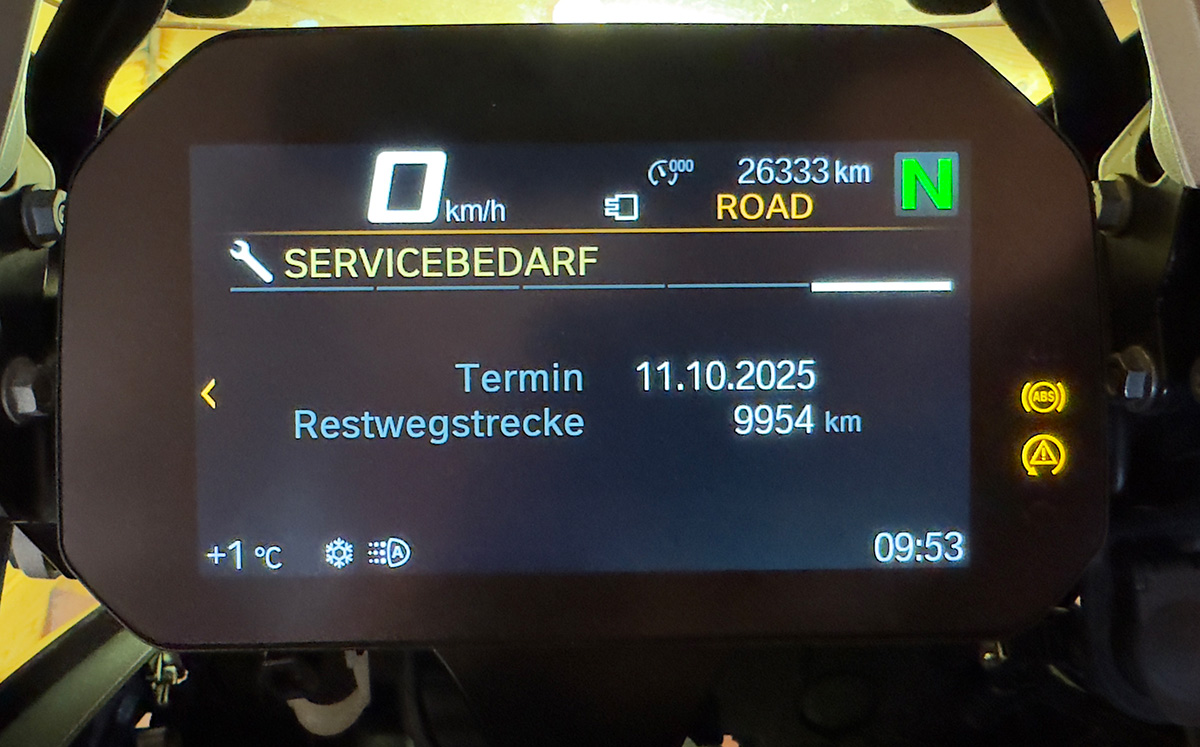 0 km/h
000 26333 km
ROAD
N
SERVICEBEDARF
Termin 11.10.2025
Restwegstrecke 9954 km
ABS
+1 °C A 09:53